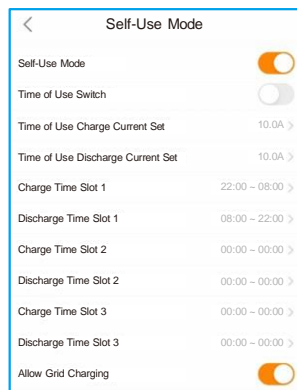 Self-Use Mode
Self-Use Mode
Time of Use Switch
Time of Use Charge Current Set 10.0A
Time of Use Discharge Current Set 10.0A
Charge Time Slot 1 22:00 ~ 08:00
Discharge Time Slot 1 08:00 ~ 22:00
Charge Time Slot 2 00:00 ~ 00:00
Discharge Time Slot 2 00:00 ~ 00:00
Charge Time Slot 3 00:00 ~ 00:00
Discharge Time Slot 3 00:00 ~ 00:00
Allow Grid Charging